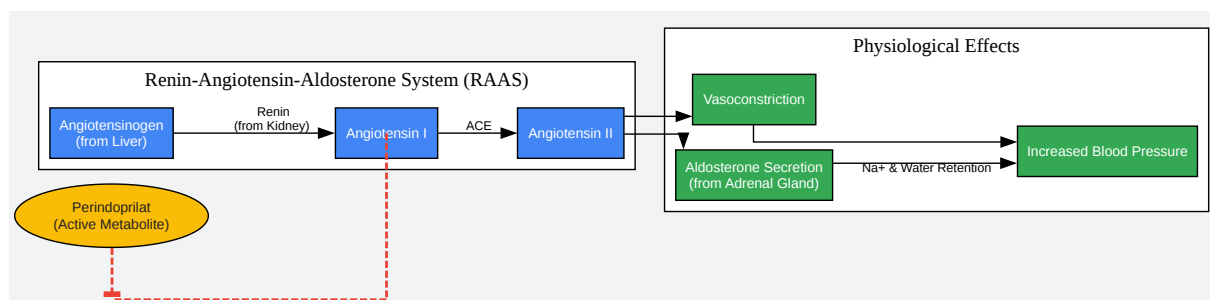 Physiological Effects
Renin-Angiotensin-Aldosterone System (RAAS)
Angiotensinogen
(from Liver)
Renin
(from Kidney)
Angiotensin I
ACE
Angiotensin II
Vasoconstriction
Aldosterone Secretion
(from Adrenal Gland)
Na+ & Water Retention
Increased Blood Pressure
Perindoprilat
(Active Metabolite)